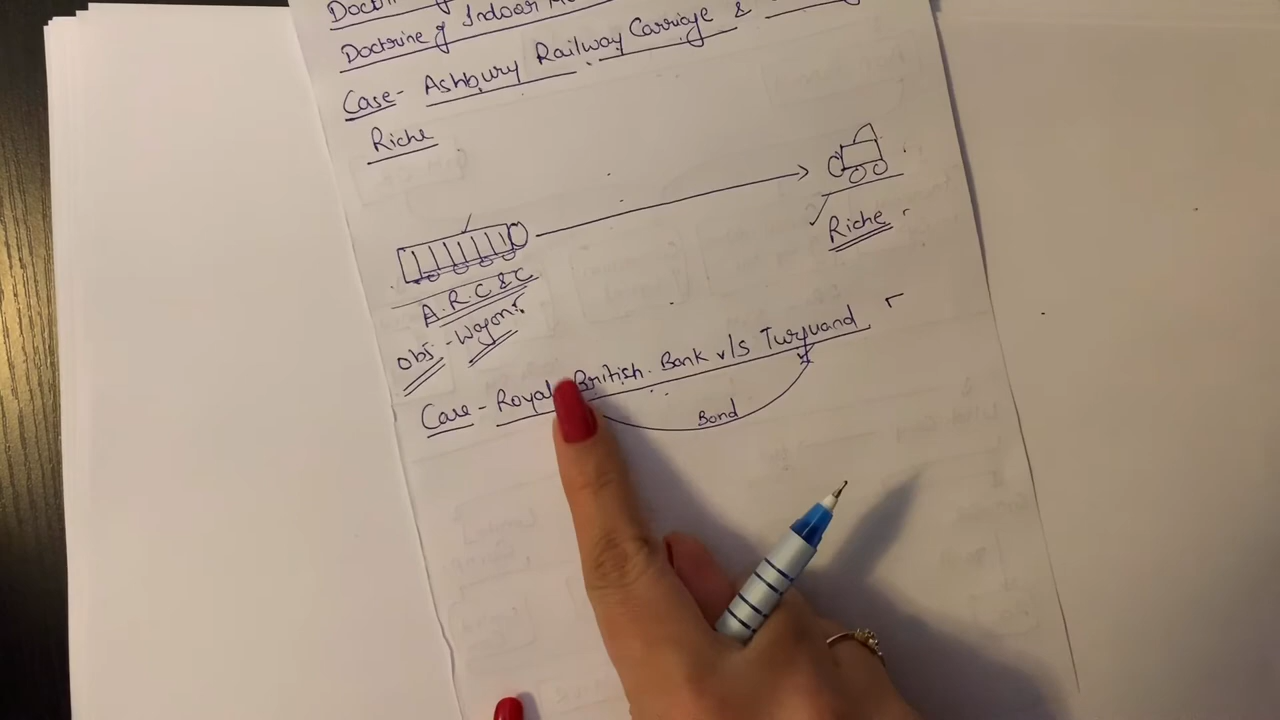 Doctrine of Indoor
Case- Ashbury Railway Carriage &
Riche
Riche
A.R.C & C
Obj - Wagons
Case - Royal British Bank v/s Turquand
Bond